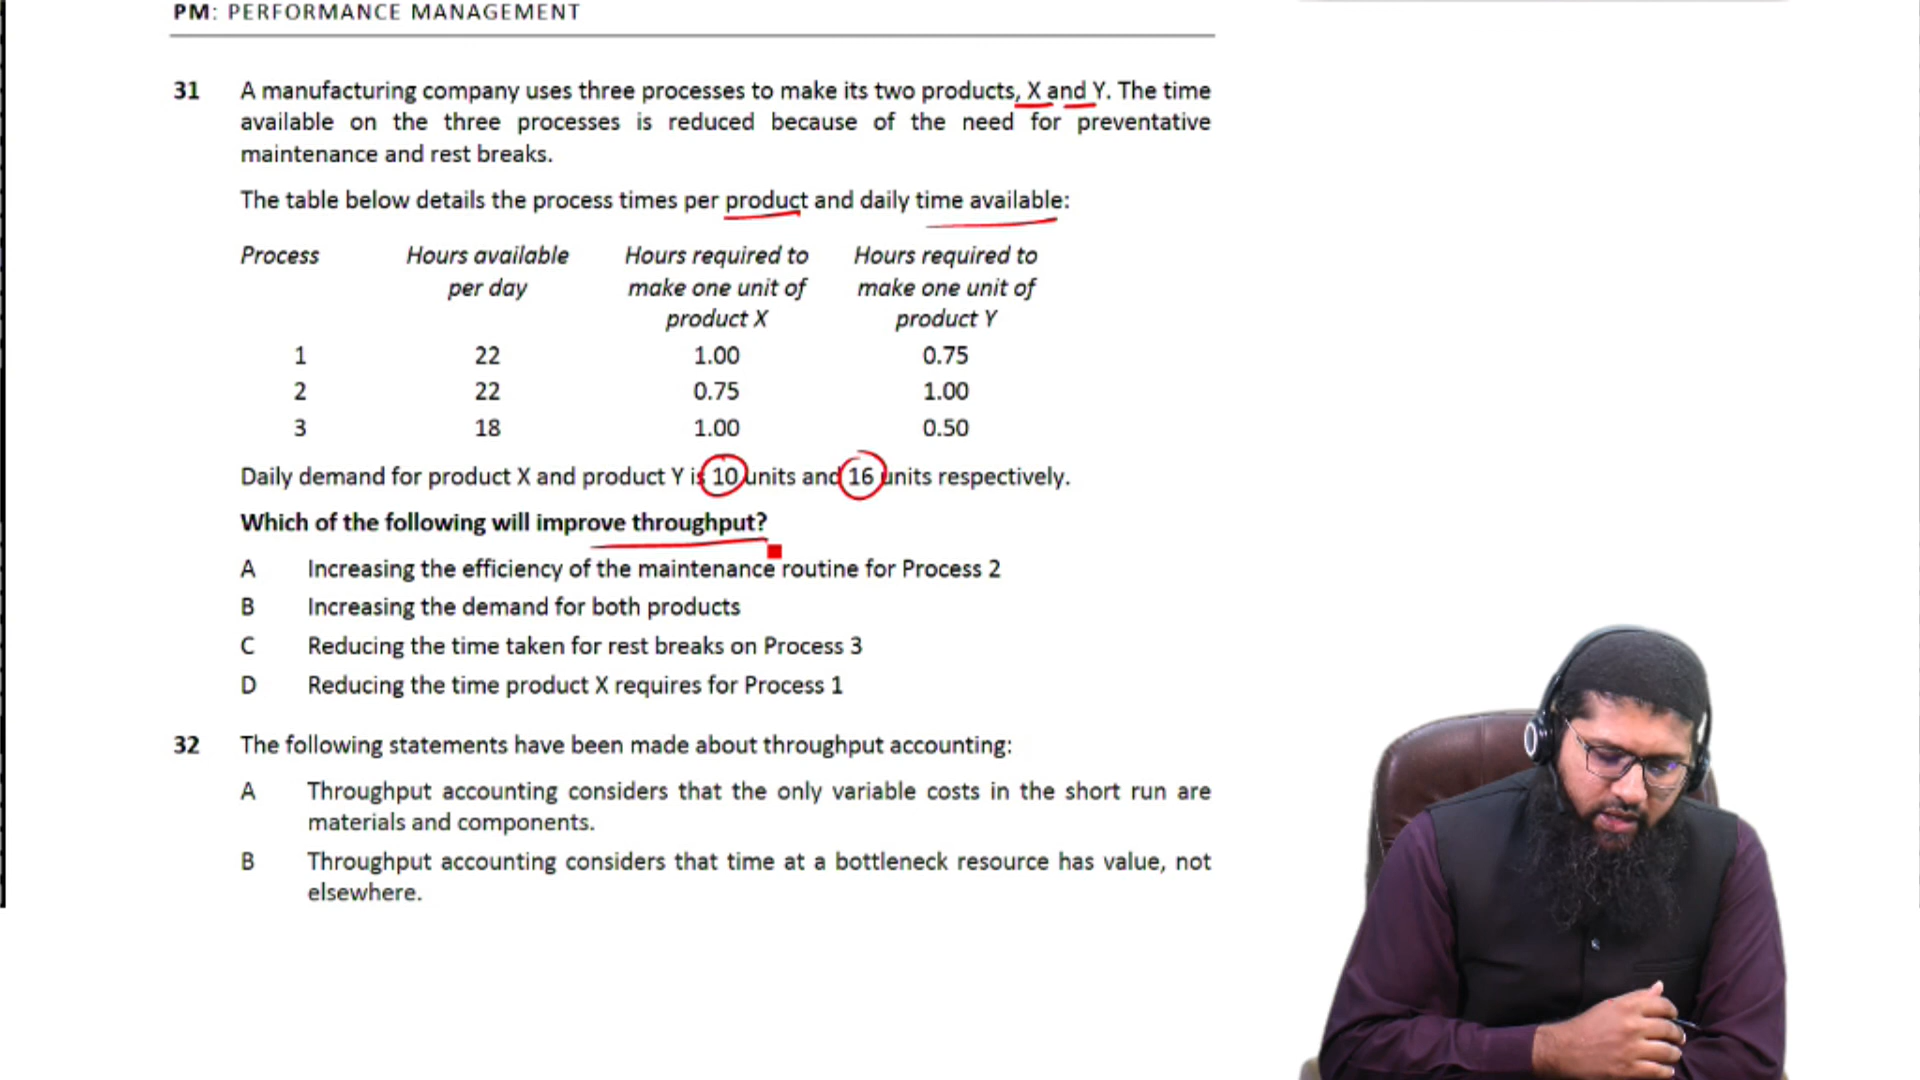 PM: PERFORMANCE MANAGEMENT
31 A manufacturing company uses three processes to make its two products, X and Y. The time
available on the three processes is reduced because of the need for preventative
maintenance and rest breaks.
The table below details the process times per product and daily time available:
Process Hours available Hours required to Hours required to
per day make one unit of make one unit of
product X product Y
1 22 1.00 0.75
2 22 0.75 1.00
3 18 1.00 0.50
Daily demand for product X and product Y is 10 units and 16 units respectively.
Which of the following will improve throughput?
A Increasing the efficiency of the maintenance routine for Process 2
B Increasing the demand for both products
C Reducing the time taken for rest breaks on Process 3
D Reducing the time product X requires for Process 1
32 The following statements have been made about throughput accounting:
A Throughput accounting considers that the only variable costs in the short run are
materials and components.
B Throughput accounting considers that time at a bottleneck resource has value, not
elsewhere.